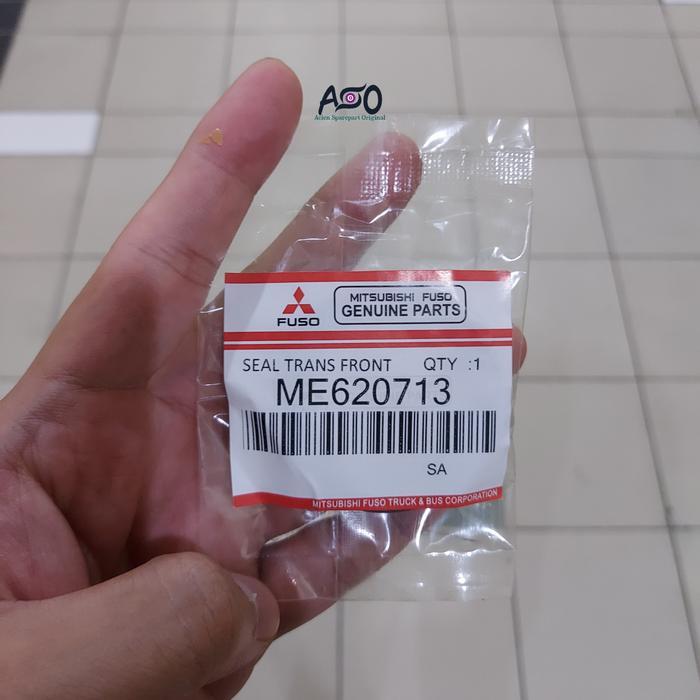 ASO
Acien Sparepart Original
FUSO
MITSUBISHI FUSO
GENUINE PARTS
SEAL TRANS FRONT QTY :1
ME620713
SA
MITSUBISHI FUSO TRUCK & BUS CORPORATION